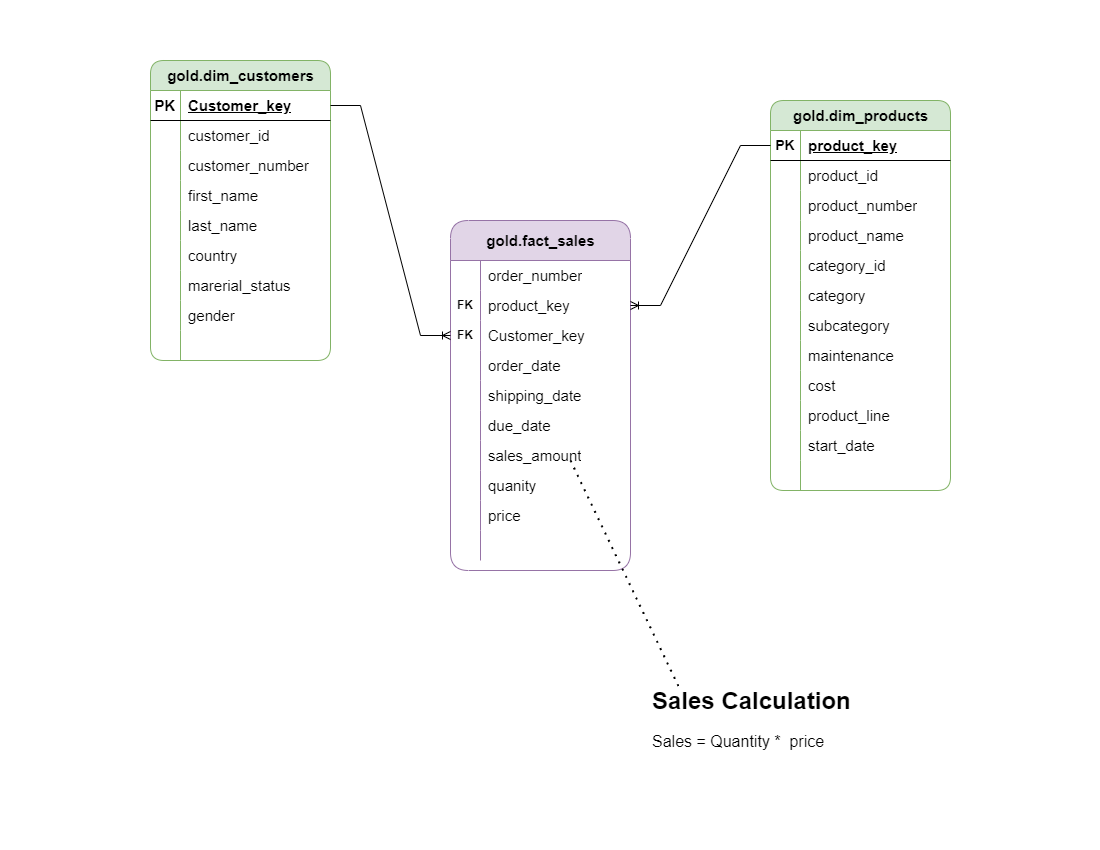 gold.dim_customers
PK Customer_key
customer_id
customer_number
first_name
last_name
country
marerial_status
gender
gold.fact_sales
order_number
FK product_key
FK Customer_key
order_date
shipping_date
due_date
sales_amount
quanity
price
gold.dim_products
PK product_key
product_id
product_number
product_name
category_id
category
subcategory
maintenance
cost
product_line
start_date
Sales Calculation
Sales = Quantity * price